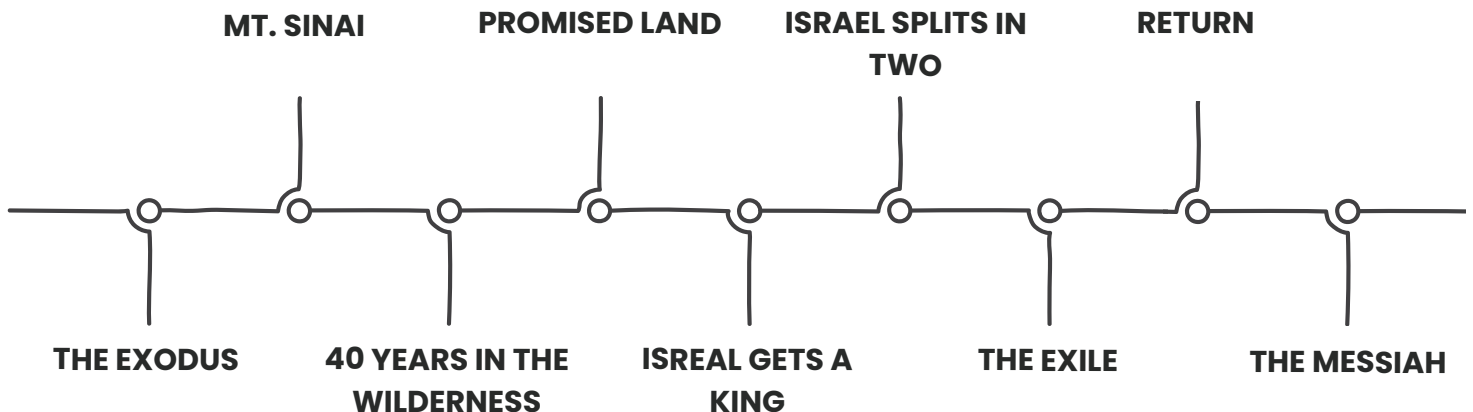 MT. SINAI
PROMISED LAND
ISRAEL SPLITS IN
TWO
RETURN
THE EXODUS
40 YEARS IN THE
WILDERNESS
ISREAL GETS A
KING
THE EXILE
THE MESSIAH